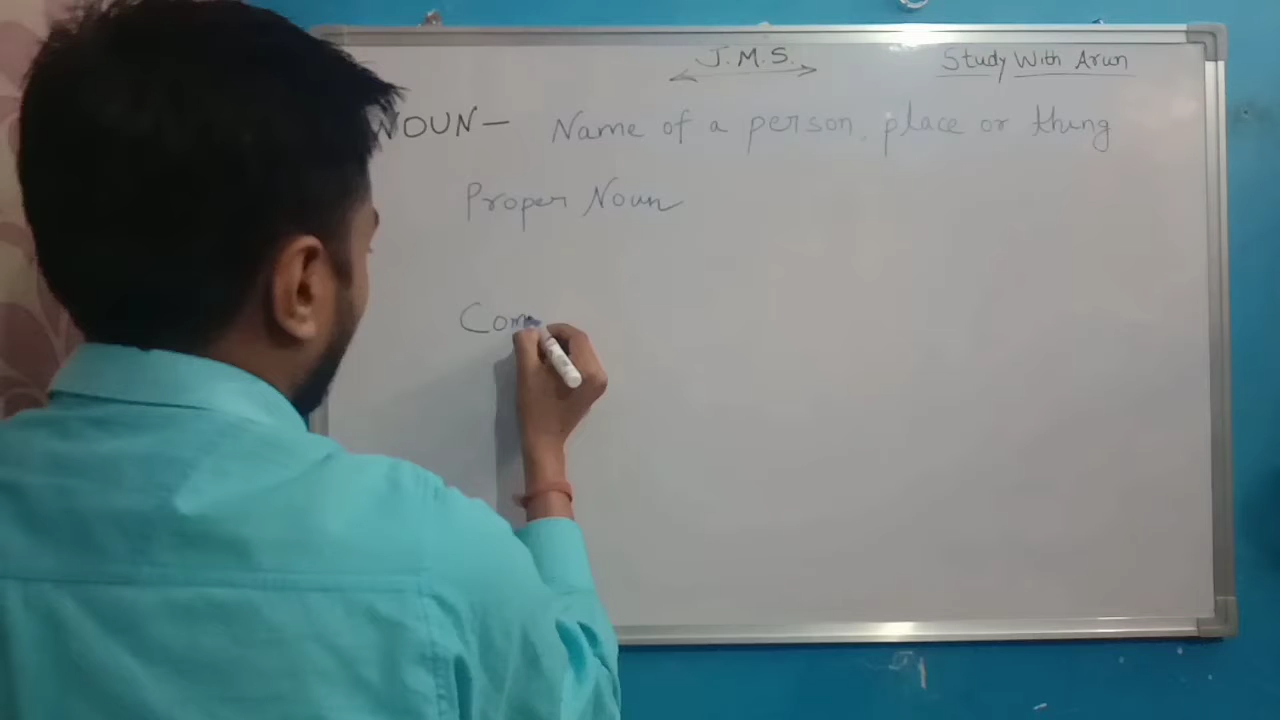 J.M.S.
Study With Arun
NOUN— Name of a person, place or thing
Proper Noun
Com